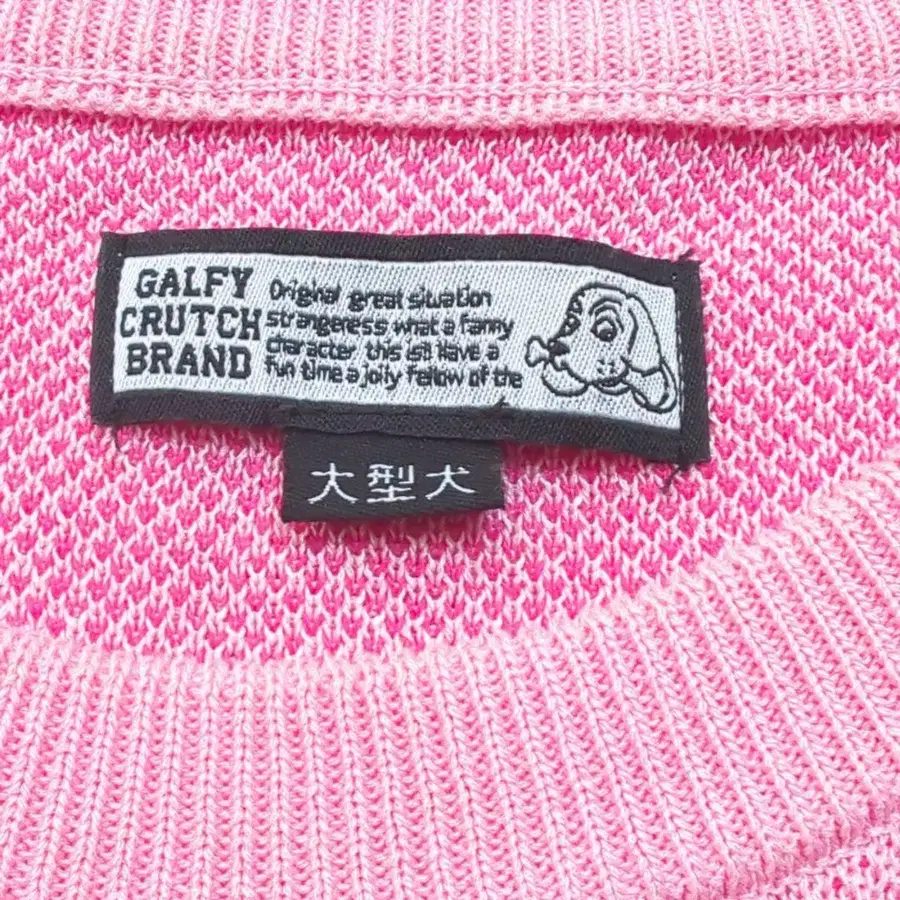 GALFY
CRUTCH
BRAND
Original great situation
strangeress what a fanny
character, this is!! Have a
fun time a jolly fellow of the
大型犬